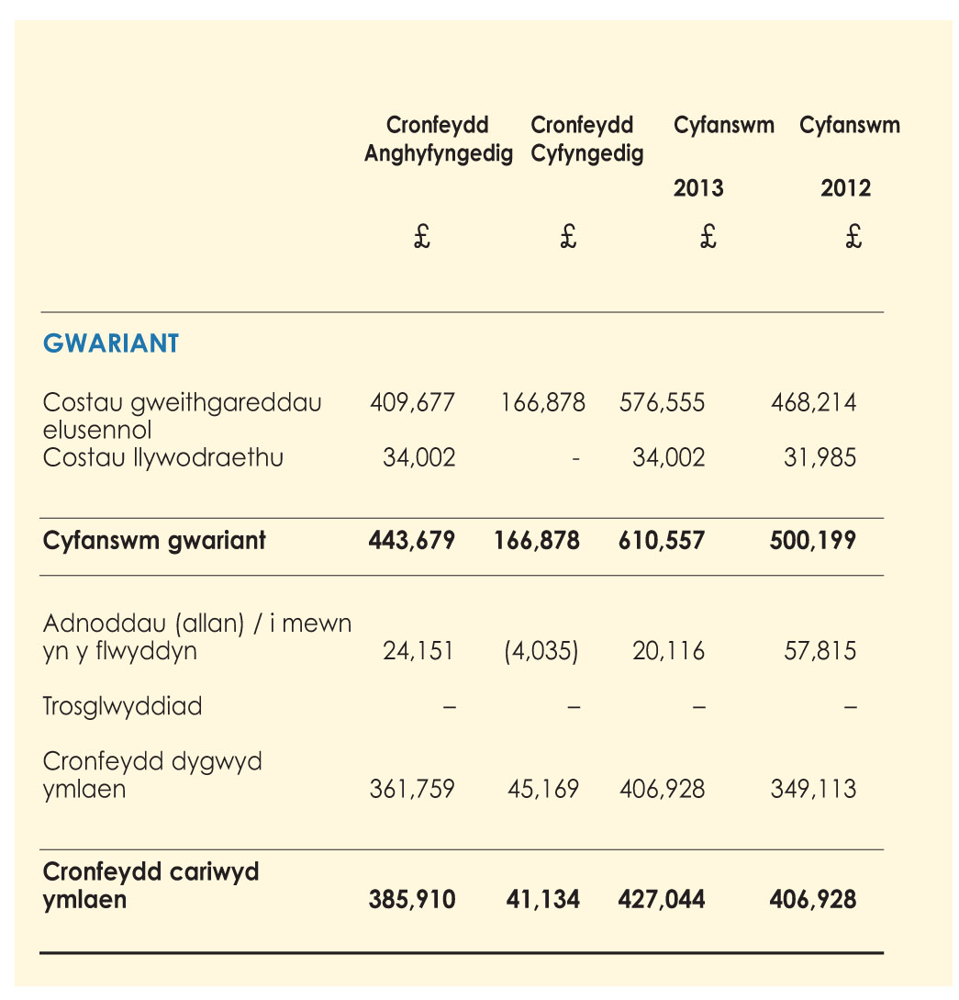 Cronfeydd Cronfeydd Cyfanswm Cyfanswm
Anghyfyngedig Cyfyngedig
2013 2012
£ £ £ £
GWARIANT
Costau gweithgareddau 409,677 166,878 576,555 468,214
elusennol
Costau llywodraethu 34,002 - 34,002 31,985
Cyfanswm gwariant 443,679 166,878 610,557 500,199
Adnoddau (allan) / i mewn
yn y flwyddyn 24,151 (4,035) 20,116 57,815
Trosglwyddiad – – – –
Cronfeydd dygwyd
ymlaen 361,759 45,169 406,928 349,113
Cronfeydd cariwyd
ymlaen 385,910 41,134 427,044 406,928